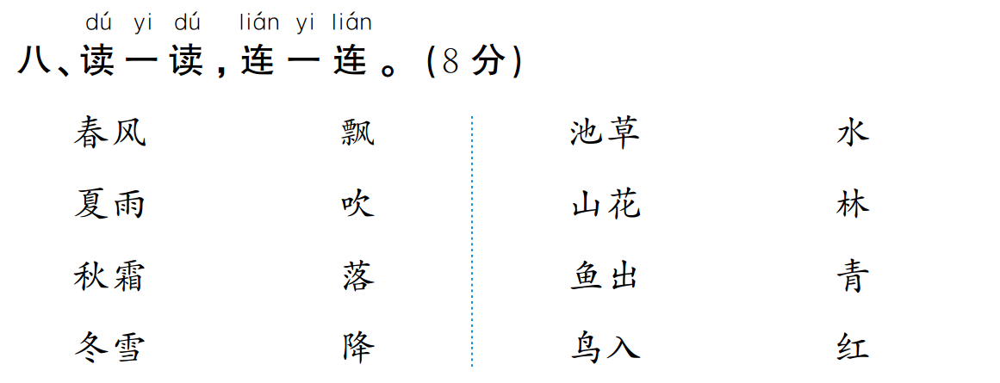 dú yi dú lián yi lián
八、读一读，连一连。(8分)
春风 飘 池草 水
夏雨 吹 山花 林
秋霜 落 鱼出 青
冬雪 降 鸟入 红